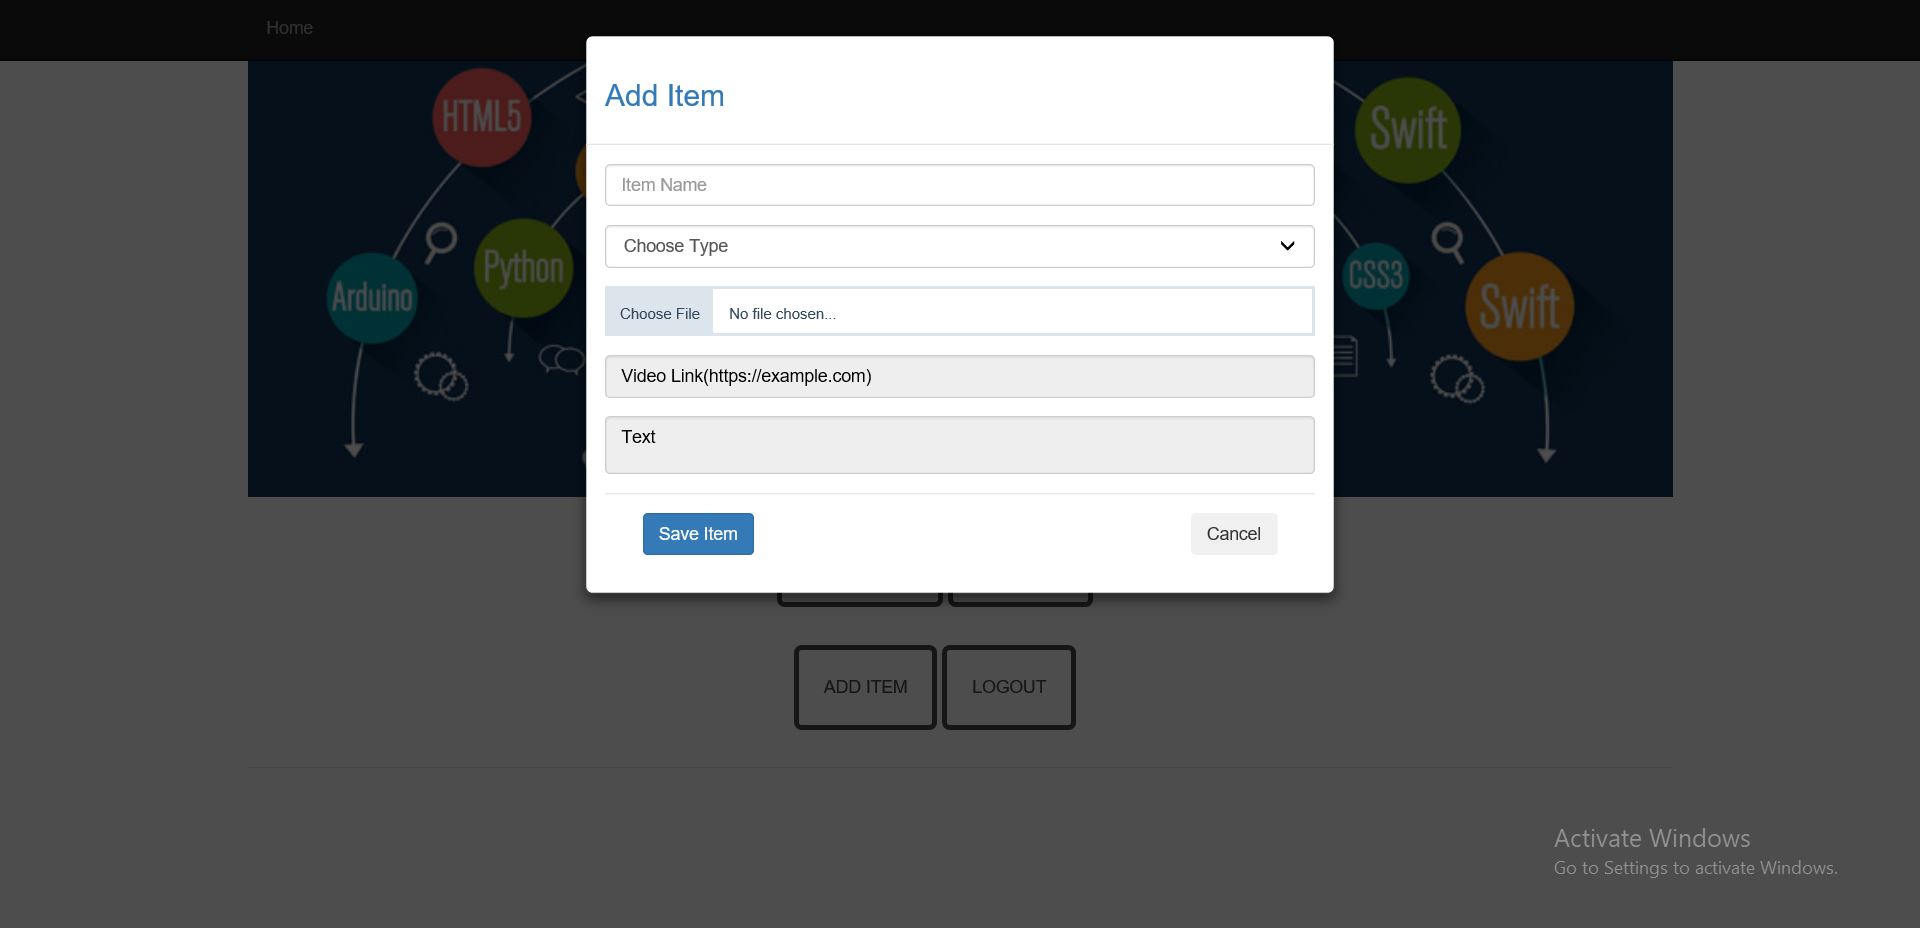 Home
Add Item
Item Name
Choose Type
Choose File
No file chosen...
Video Link(https://example.com)
Text
Save Item
Cancel
HTML5
Python
Arduino
Swift
CSS3
Swift
ADD ITEM
LOGOUT
Activate Windows
Go to Settings to activate Windows.